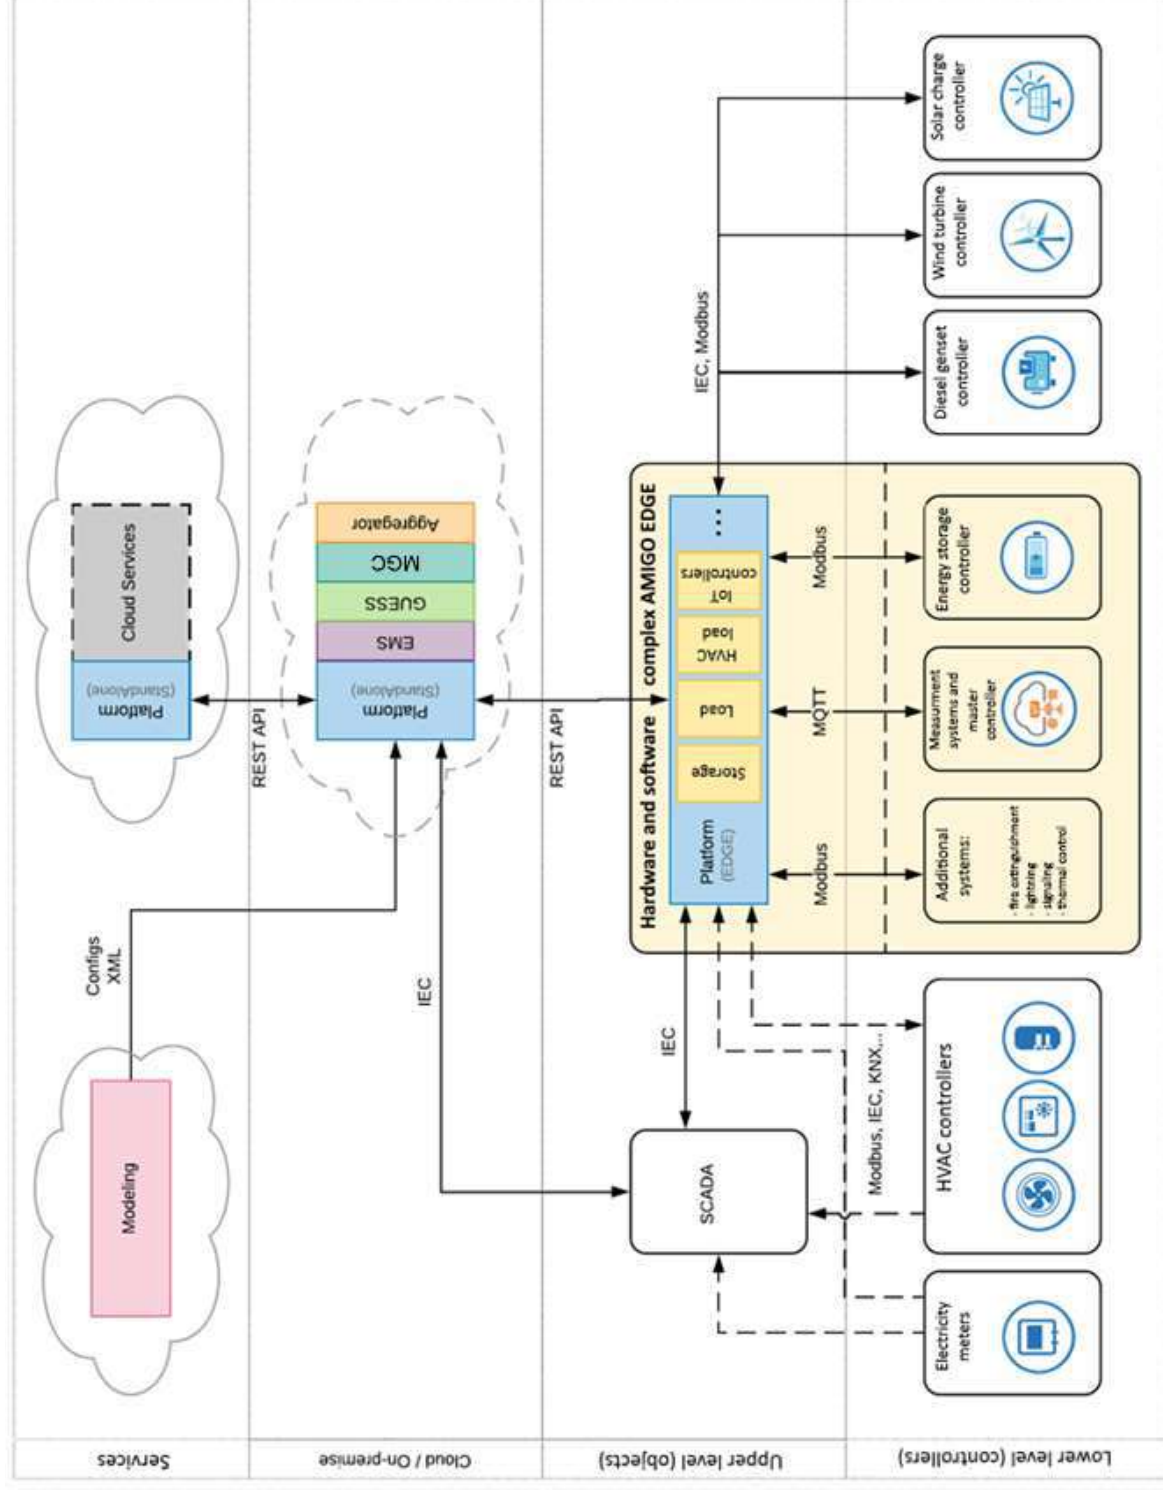 Services
Modeling
Configs
XML
Platform
(StandAlone)
Cloud Services
REST API
Cloud / On-premise
IEC
Platform
(StandAlone)
EMS
GUESS
MGC
Aggregator
REST API
Upper level (objects)
SCADA
IEC
Hardware and software complex AMIGO EDGE
Platform
(EDGE)
Storage
Load
HVAC
load
IoT
controllers
...
IEC, Modbus
Modbus
MQTT
Modbus
Modbus, IEC, KNX,..
Lower level (controllers)
Electricity
meters
HVAC controllers
Additional
systems:
- fire extinguishment
- lightning
- signaling
- thermal control
Measurment
systems and
master
controller
Energy storage
controller
Diesel genset
controller
Wind turbine
controller
Solar charge
controller